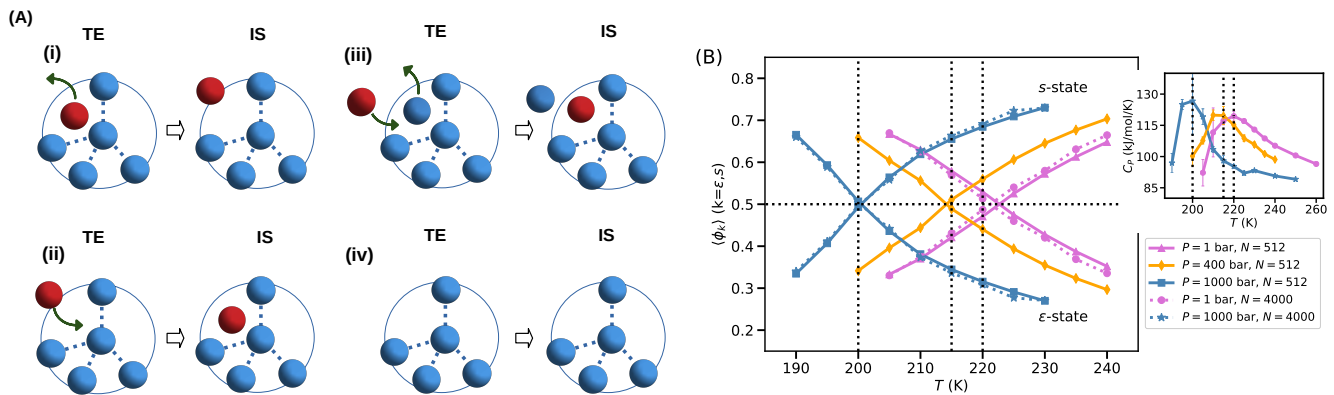 (A)
TE
IS
TE
IS
(i)
(iii)
TE
IS
TE
IS
(ii)
(iv)
(B)
0.8
0.7
0.6
0.5
0.4
0.3
0.2
⟨ϕₖ⟩ (k=ε,s)
s-state
ε-state
190
200
210
220
230
240
T (K)
135
120
115
100
85
C_P (kJ/mol/K)
200
220
240
260
T (K)
P = 1 bar, N = 512
P = 400 bar, N = 512
P = 1000 bar, N = 512
P = 1 bar, N = 4000
P = 1000 bar, N = 4000